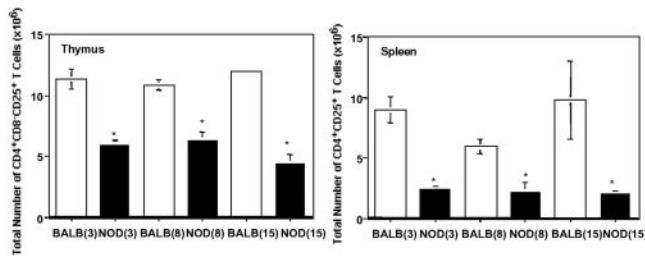 Total Number of CD4⁺CD8⁻CD25⁺ T Cells (x10⁶)
15
10
5
0
Thymus
*
*
*
BALB(3) NOD(3) BALB(8) NOD(8) BALB(15) NOD(15)
Total Number of CD4⁺CD25⁺ T Cells (x10⁶)
15
10
5
0
Spleen
*
*
*
BALB(3) NOD(3) BALB(8) NOD(8) BALB(15) NOD(15)